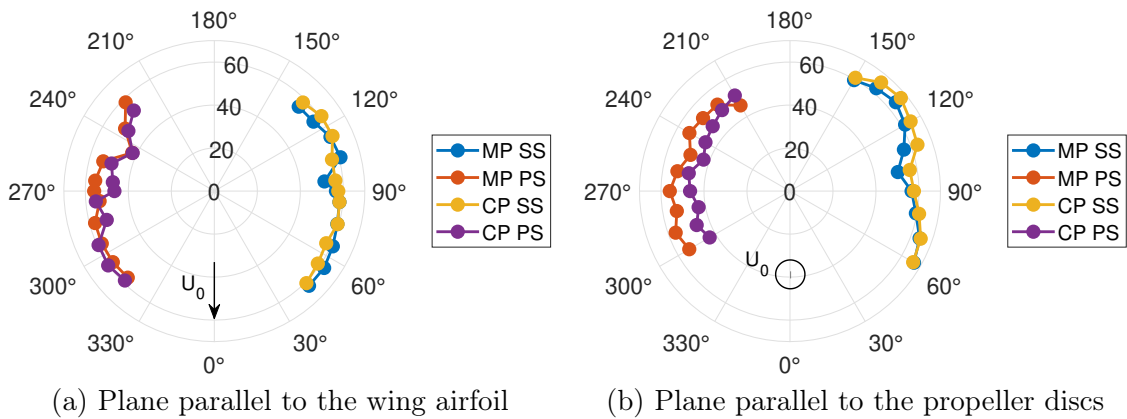 180°
210°
150°
60
240°
120°
40
20
270°
0
90°
U0
300°
60°
330°
30°
0°
MP SS
MP PS
CP SS
CP PS
(a) Plane parallel to the wing airfoil
180°
210°
150°
60
240°
120°
40
20
270°
0
90°
U0
300°
60°
330°
30°
0°
MP SS
MP PS
CP SS
CP PS
(b) Plane parallel to the propeller discs